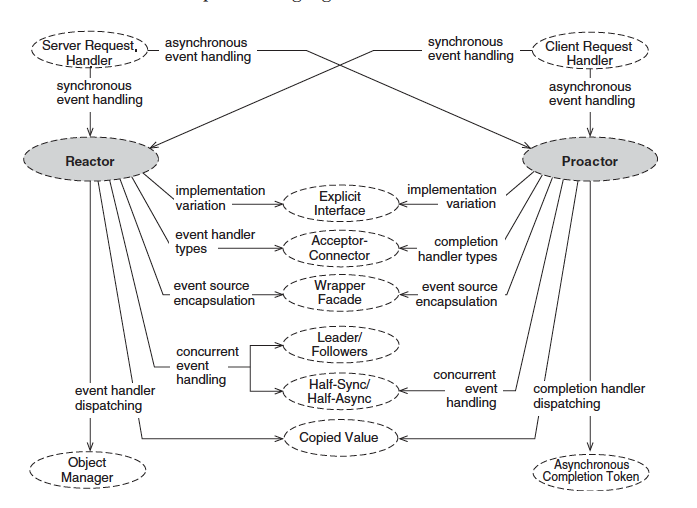 Server Request
Handler
asynchronous
event handling
synchronous
event handling
Client Request
Handler
synchronous
event handling
asynchronous
event handling
Reactor
Proactor
implementation
variation
Explicit
Interface
implementation
variation
event handler
types
Acceptor-
Connector
completion
handler types
event source
encapsulation
Wrapper
Facade
event source
encapsulation
Leader/
Followers
concurrent
event
handling
Half-Sync/
Half-Async
concurrent
event
handling
event handler
dispatching
completion handler
dispatching
Copied Value
Object
Manager
Asynchronous
Completion Token